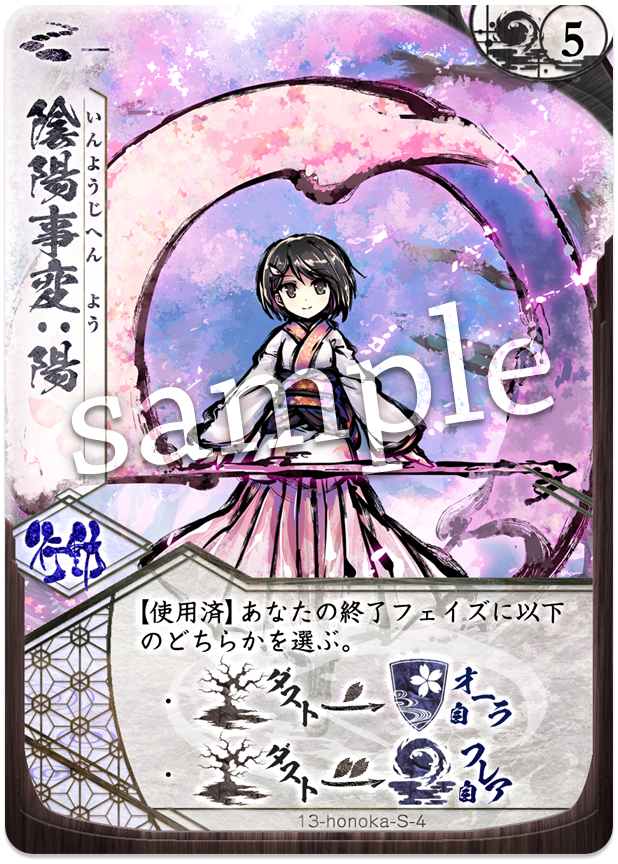 5
陰陽事変:陽
いんようじへん よう
sample
行動
【使用済】あなたの終了フェイズに以下
のどちらかを選ぶ。
・ ダスト オーラ 自
・ ダスト フレア 自
13-honoka-S-4